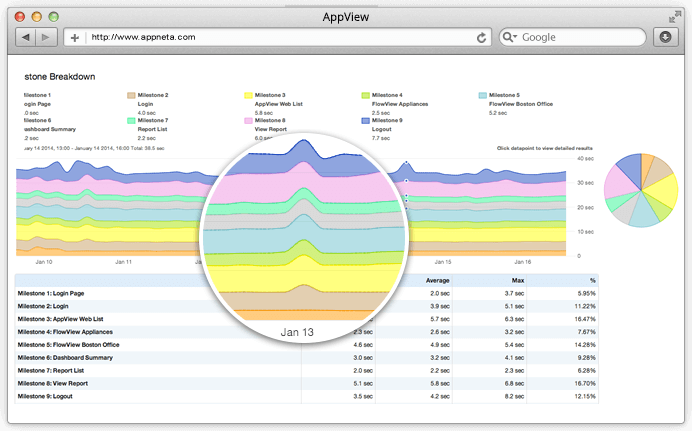 AppView
http://www.appneta.com
Google
stone Breakdown
Milestone 1 Milestone 2 Milestone 3 Milestone 4 Milestone 5
ogin Page Login AppView Web List FlowView Appliances FlowView Boston Office
.0 sec 4.0 sec 5.8 sec 2.5 sec 5.2 sec
Milestone 6 Milestone 7 Milestone 8 Milestone 9
ashboard Summary Report List View Report Logout
.2 sec 2.2 sec 6.0 sec 7.7 sec
uary 14 2014, 15:00 - January 14 2014, 16:00 Total: 38.5 sec
Click datapoint to view detailed results
40 sec
30 sec
20 sec
10 sec
0 sec
Jan 10 Jan 11 Jan 13 Jan 15 Jan 16
Average Max %
Milestone 1: Login Page 2.0 sec 3.7 sec 5.95%
Milestone 2: Login 3.9 sec 5.1 sec 11.22%
Milestone 3: AppView Web List 5.7 sec 6.3 sec 16.47%
Milestone 4: FlowView Appliances 2.3 sec 2.6 sec 3.2 sec 7.67%
Milestone 5: FlowView Boston Office 4.6 sec 4.9 sec 5.4 sec 14.28%
Milestone 6: Dashboard Summary 3.0 sec 3.2 sec 4.1 sec 9.28%
Milestone 7: Report List 2.0 sec 2.2 sec 2.3 sec 6.28%
Milestone 8: View Report 5.1 sec 5.8 sec 6.8 sec 16.70%
Milestone 9: Logout 3.5 sec 4.2 sec 8.2 sec 12.15%